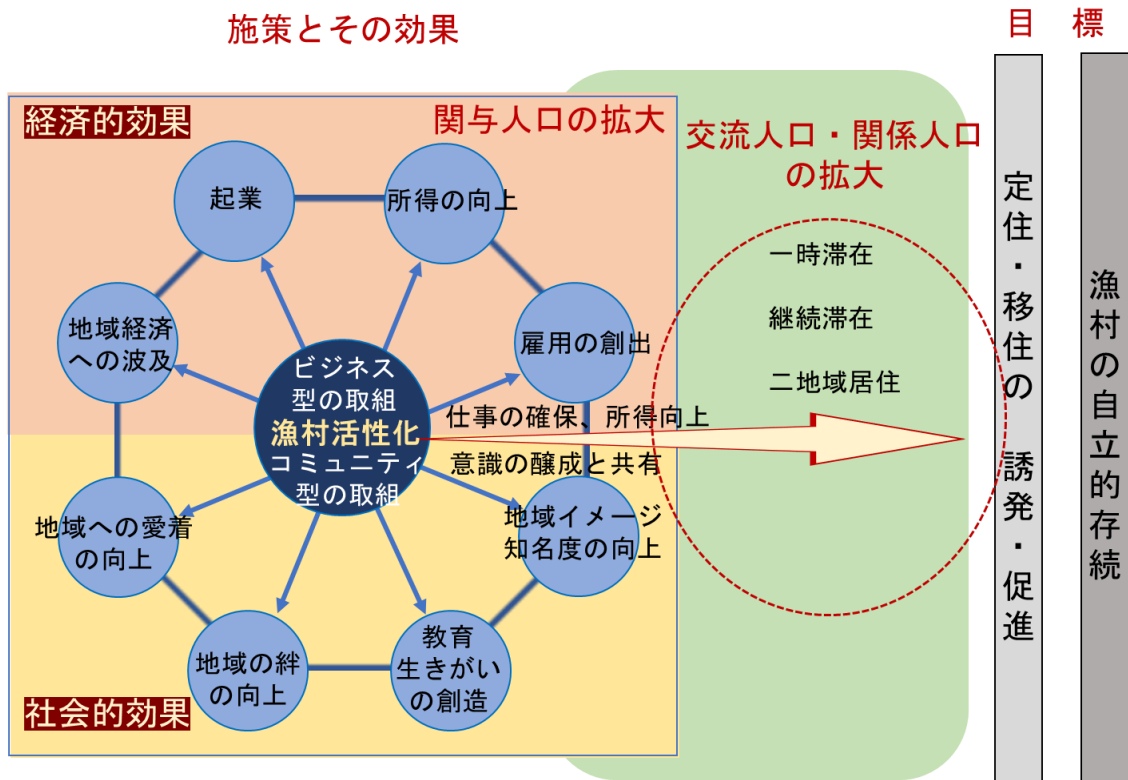 施策とその効果
目 標
経済的効果
関与人口の拡大
交流人口・関係人口
の拡大
起業
所得の向上
地域経済
への波及
雇用の創出
ビジネス
型の取組
漁村活性化
コミュニティ
型の取組
仕事の確保、所得向上
意識の醸成と共有
地域への愛着
の向上
地域イメージ
知名度の向上
地域の絆
の向上
教育
生きがい
の創造
社会的効果
一時滞在
継続滞在
二地域居住
定住・移住の 誘発・促進
漁村の自立的存続